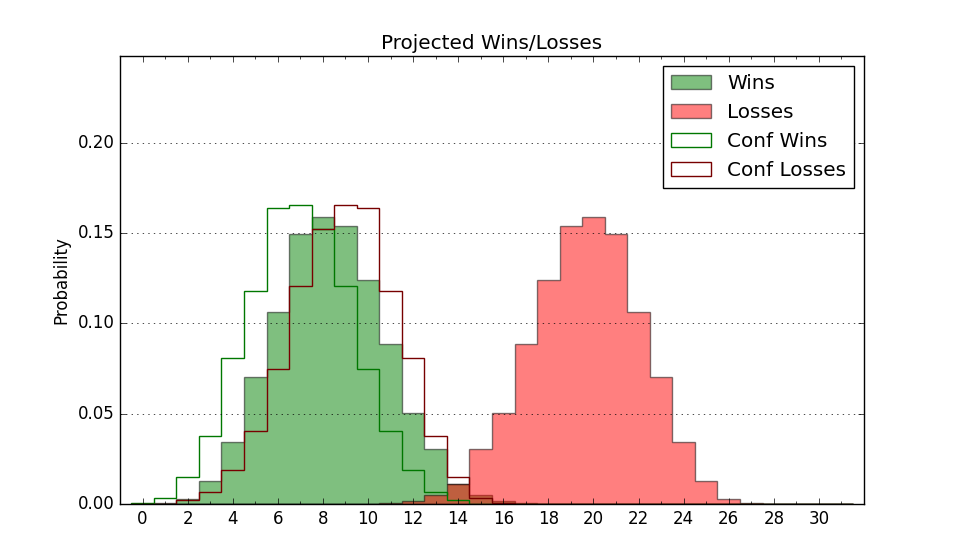 Projected Wins/Losses
Wins
Losses
Conf Wins
Conf Losses
Probability
0.20
0.15
0.10
0.05
0.00
0 2 4 6 8 10 12 14 16 18 20 22 24 26 28 30